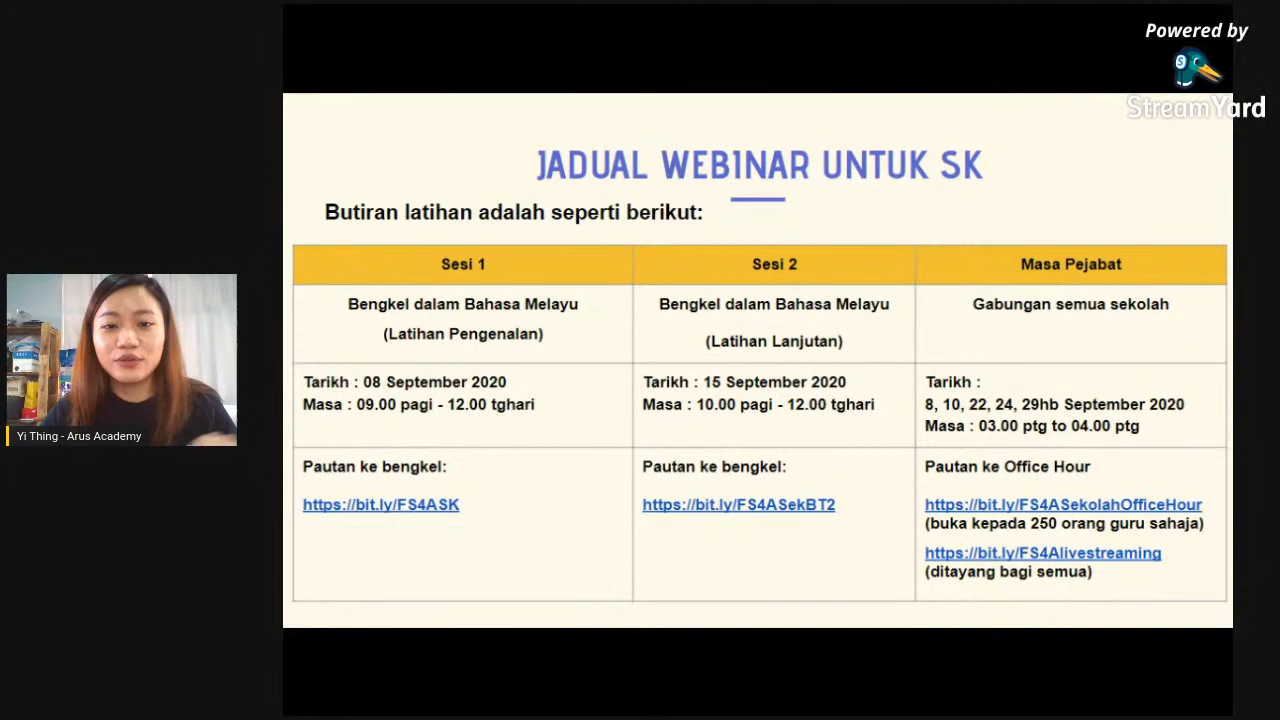 Powered by
StreamYard
JADUAL WEBINAR UNTUK SK
Butiran latihan adalah seperti berikut:
Sesi 1
Sesi 2
Masa Pejabat
Bengkel dalam Bahasa Melayu
(Latihan Pengenalan)
Bengkel dalam Bahasa Melayu
(Latihan Lanjutan)
Gabungan semua sekolah
Tarikh : 08 September 2020
Masa : 09.00 pagi - 12.00 tghari
Tarikh : 15 September 2020
Masa : 10.00 pagi - 12.00 tghari
Tarikh :
8, 10, 22, 24, 29hb September 2020
Masa : 03.00 ptg to 04.00 ptg
Pautan ke bengkel:
https://bit.ly/FS4ASK
Pautan ke bengkel:
https://bit.ly/FS4ASekBT2
Pautan ke Office Hour
https://bit.ly/FS4ASekolahOfficeHour
(buka kepada 250 orang guru sahaja)
https://bit.ly/FS4Alivestreaming
(ditayang bagi semua)
Yi Thing - Arus Academy